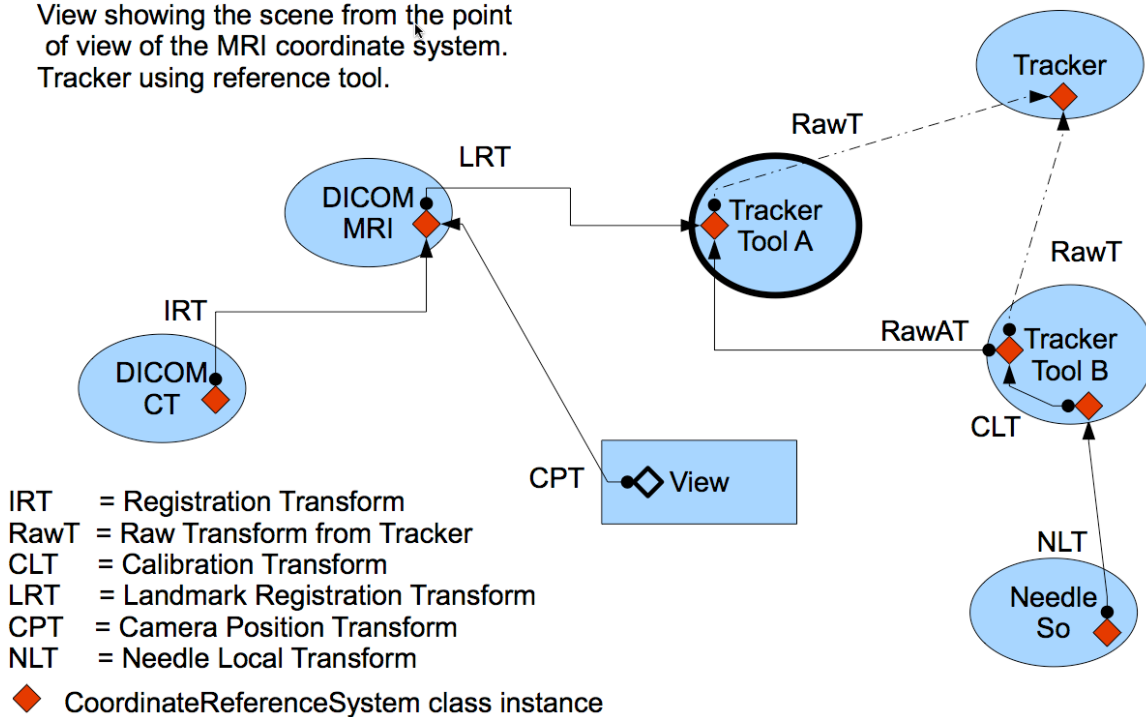 View showing the scene from the point
of view of the MRI coordinate system.
Tracker using reference tool.
Tracker
RawT
LRT
DICOM
MRI
Tracker
Tool A
RawT
IRT
RawAT
Tracker
Tool B
DICOM
CT
CLT
CPT
View
NLT
Needle
So
IRT = Registration Transform
RawT = Raw Transform from Tracker
CLT = Calibration Transform
LRT = Landmark Registration Transform
CPT = Camera Position Transform
NLT = Needle Local Transform
CoordinateReferenceSystem class instance